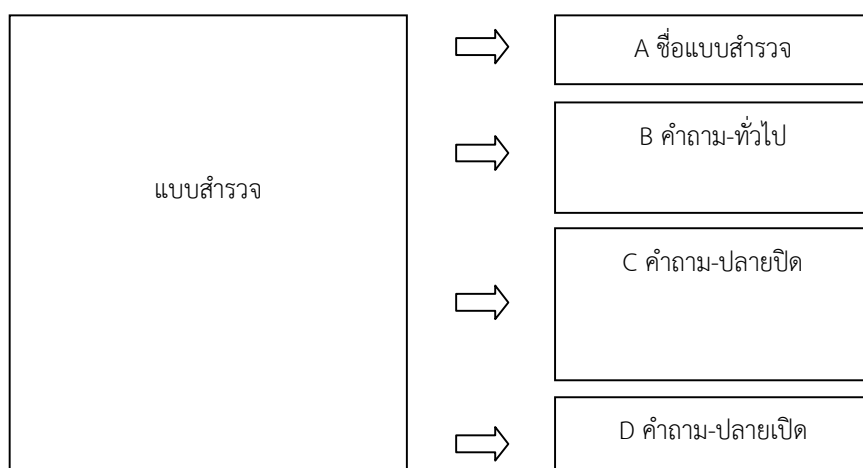 A ชื่อแบบสำรวจ
B คำถาม-ทั่วไป
แบบสำรวจ
C คำถาม-ปลายปิด
D คำถาม-ปลายเปิด